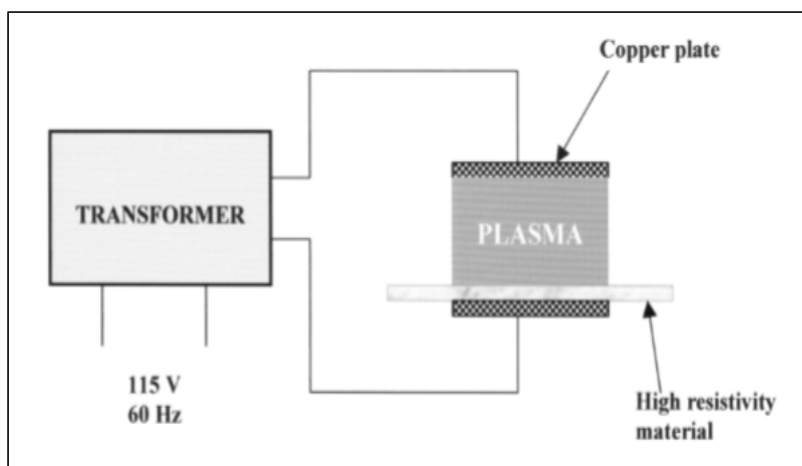 Copper plate
TRANSFORMER
PLASMA
115 V
60 Hz
High resistivity
material